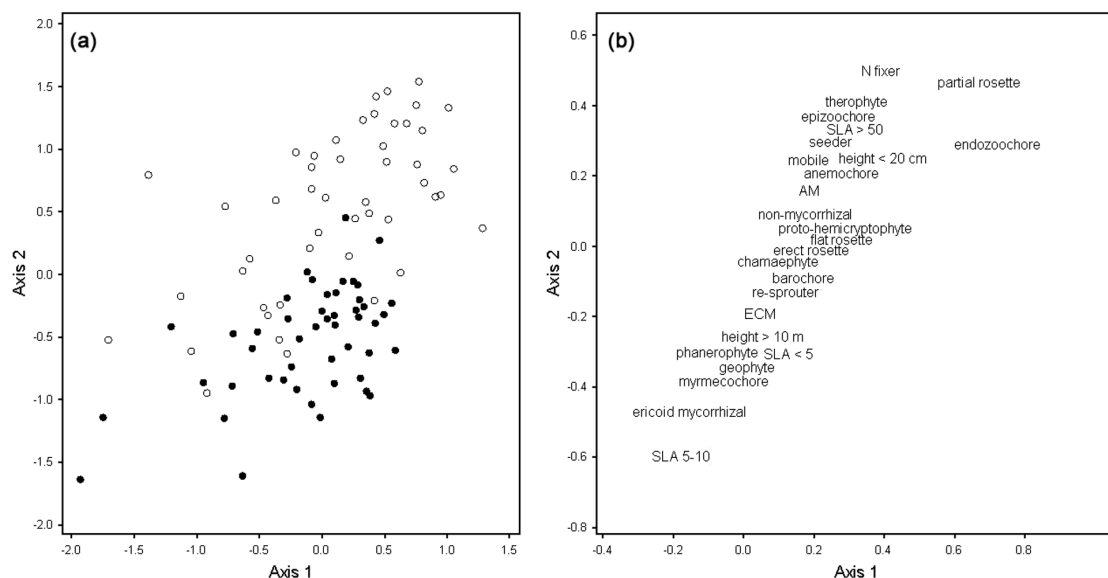 (a)
2.0
1.5
1.0
0.5
0.0
-0.5
-1.0
-1.5
-2.0
Axis 2
-2.0 -1.5 -1.0 -0.5 0.0 0.5 1.0 1.5
Axis 1
(b)
0.6
0.4
0.2
0.0
-0.2
-0.4
-0.6
-0.8
Axis 2
N fixer
partial rosette
therophyte
epizoochore
SLA > 50
seeder
endozoochore
mobile
height < 20 cm
anemochore
AM
non-mycorrhizal
proto-hemicryptophyte
flat rosette
erect rosette
chamaephyte
barochore
re-sprouter
ECM
height > 10 m
phanerophyte
SLA < 5
geophyte
myrmecochore
ericoid mycorrhizal
SLA 5-10
-0.4 -0.2 0.0 0.2 0.4 0.6 0.8
Axis 1